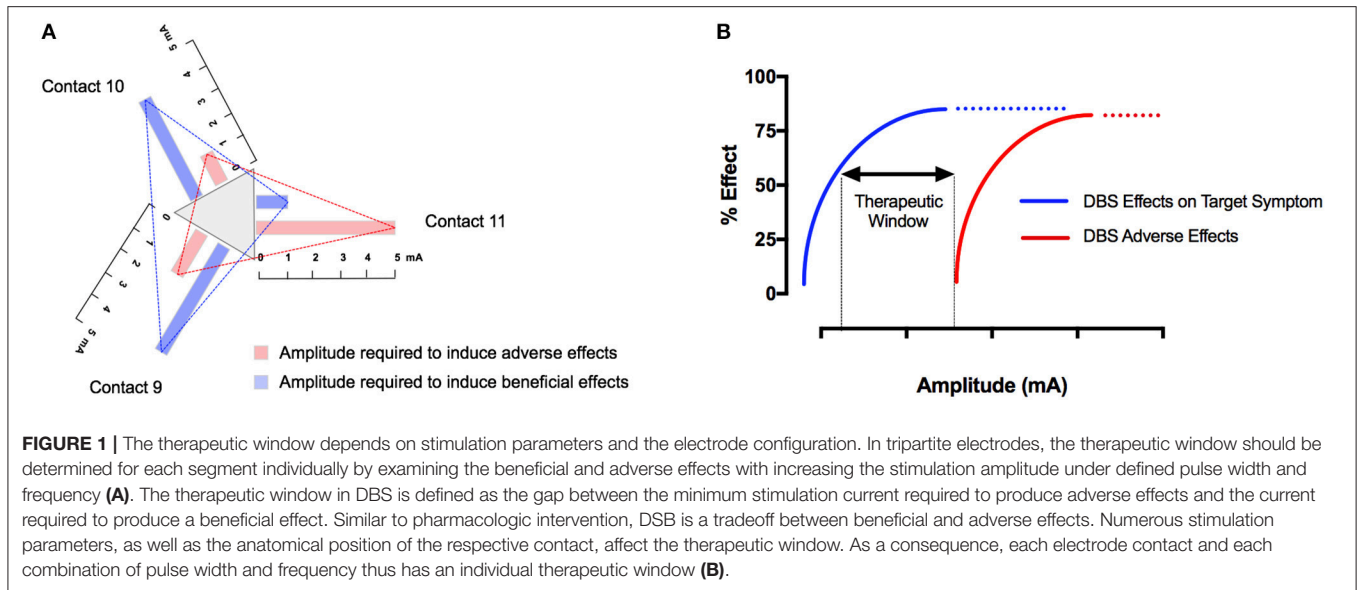 A
5 mA
4
3
2
1
0
Contact 10
Contact 11
0 1 2 3 4 5 mA
0
1
2
3
4
5 mA
Contact 9
Amplitude required to induce adverse effects
Amplitude required to induce beneficial effects
B
100
75
50
25
0
% Effect
Therapeutic
Window
DBS Effects on Target Symptom
DBS Adverse Effects
Amplitude (mA)
FIGURE 1 | The therapeutic window depends on stimulation parameters and the electrode configuration. In tripartite electrodes, the therapeutic window should be
determined for each segment individually by examining the beneficial and adverse effects with increasing the stimulation amplitude under defined pulse width and
frequency (A). The therapeutic window in DBS is defined as the gap between the minimum stimulation current required to produce adverse effects and the current
required to produce a beneficial effect. Similar to pharmacologic intervention, DSB is a tradeoff between beneficial and adverse effects. Numerous stimulation
parameters, as well as the anatomical position of the respective contact, affect the therapeutic window. As a consequence, each electrode contact and each
combination of pulse width and frequency thus has an individual therapeutic window (B).